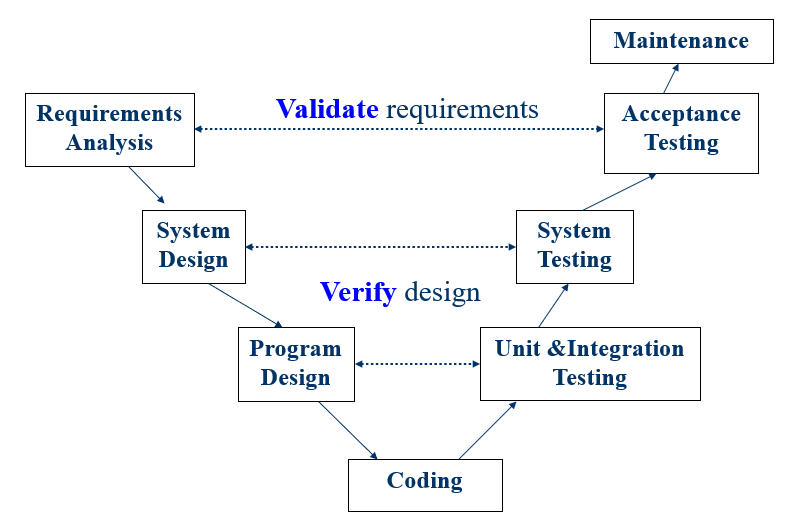 Maintenance
Requirements
Analysis
Validate requirements
Acceptance
Testing
System
Design
System
Testing
Verify design
Program
Design
Unit &Integration
Testing
Coding